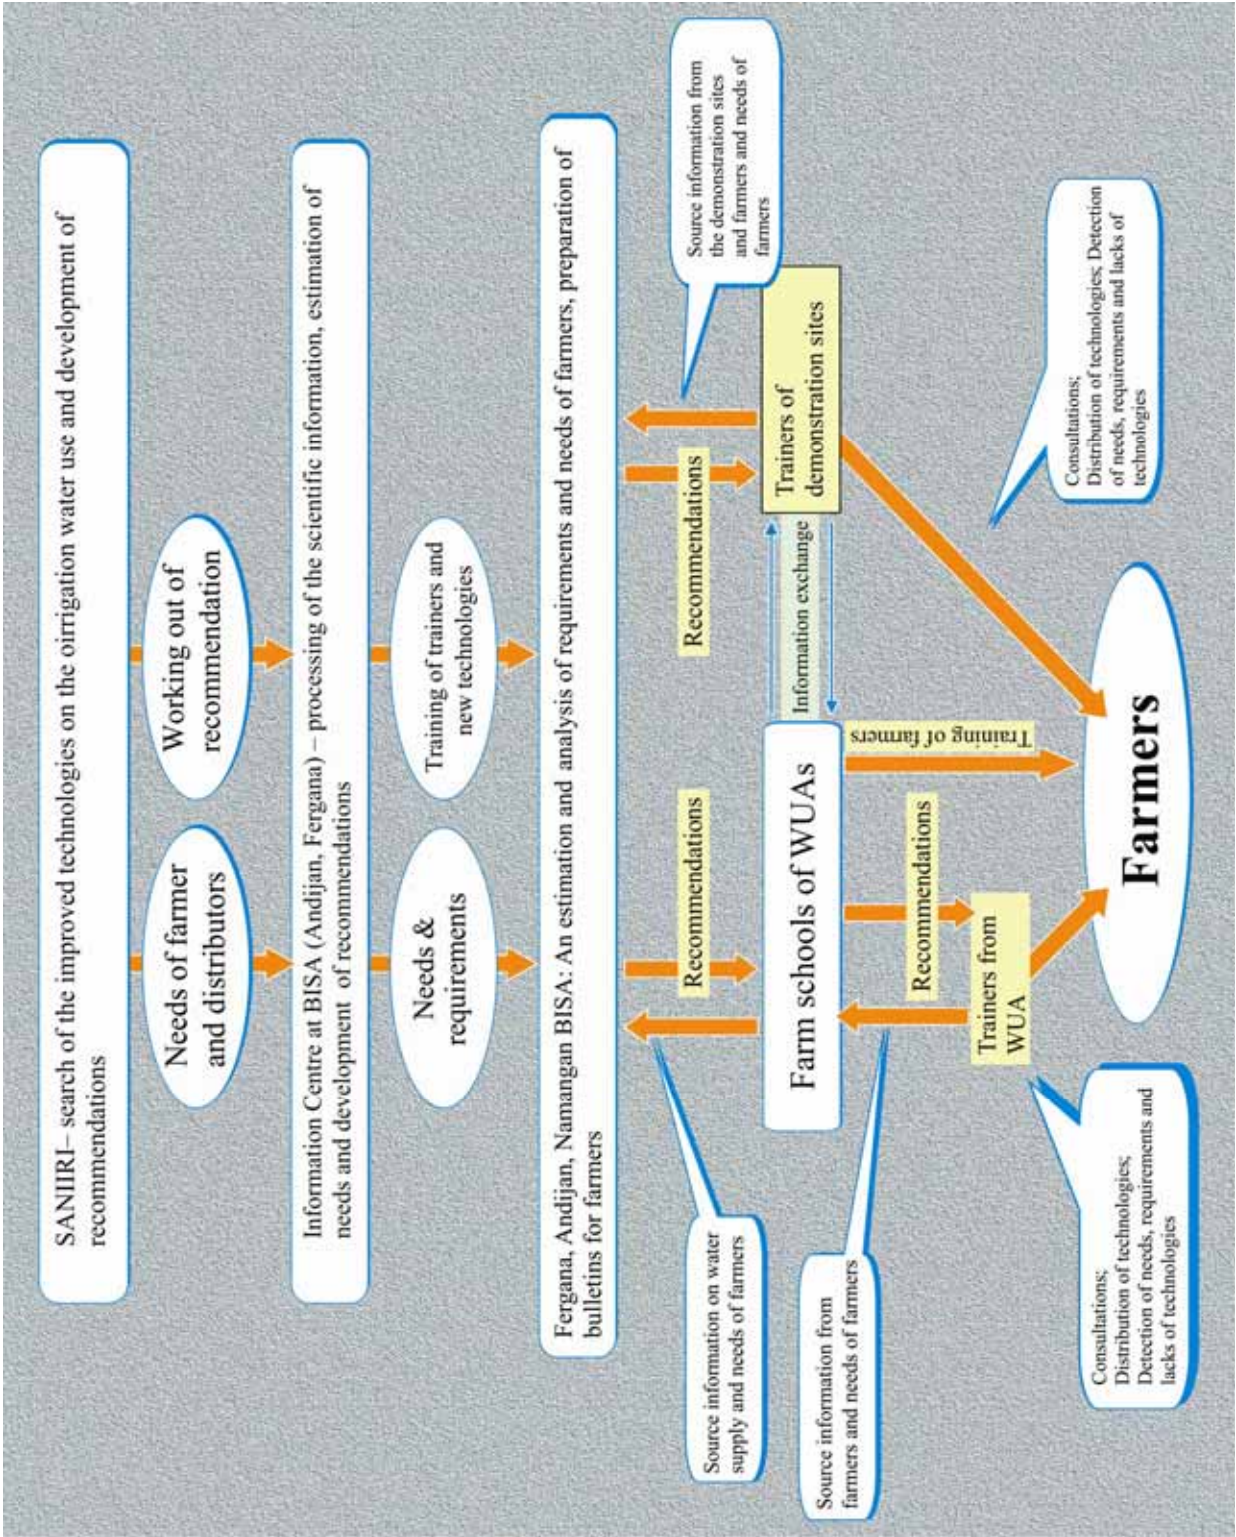 SANIIRI– search of the improved technologies on the oirrigation water use and development of
recommendations
Needs of farmer
and distributors
Working out of
recommendation
Information Centre at BISA (Andijan, Fergana) – processing of the scientific information, estimation of
needs and development of recommendations
Needs &
requirements
Training of trainers and
new technologies
Fergana, Andijan, Namangan BISA: An estimation and analysis of requirements and needs of farmers, preparation of
bulletins for farmers
Source information on water
supply and needs of farmers
Recommendations
Recommendations
Source information from
the demonstration sites
and farmers and needs of
farmers
Farm schools of WUAs
Information exchange
Trainers of
demonstration sites
Source information from
farmers and needs of farmers
Recommendations
Training of farmers
Trainers from
WUA
Consultations;
Distribution of technologies;
Detection of needs, requirements and
lacks of technologies
Farmers
Consultations;
Distribution of technologies; Detection
of needs, requirements and lacks of
technologies